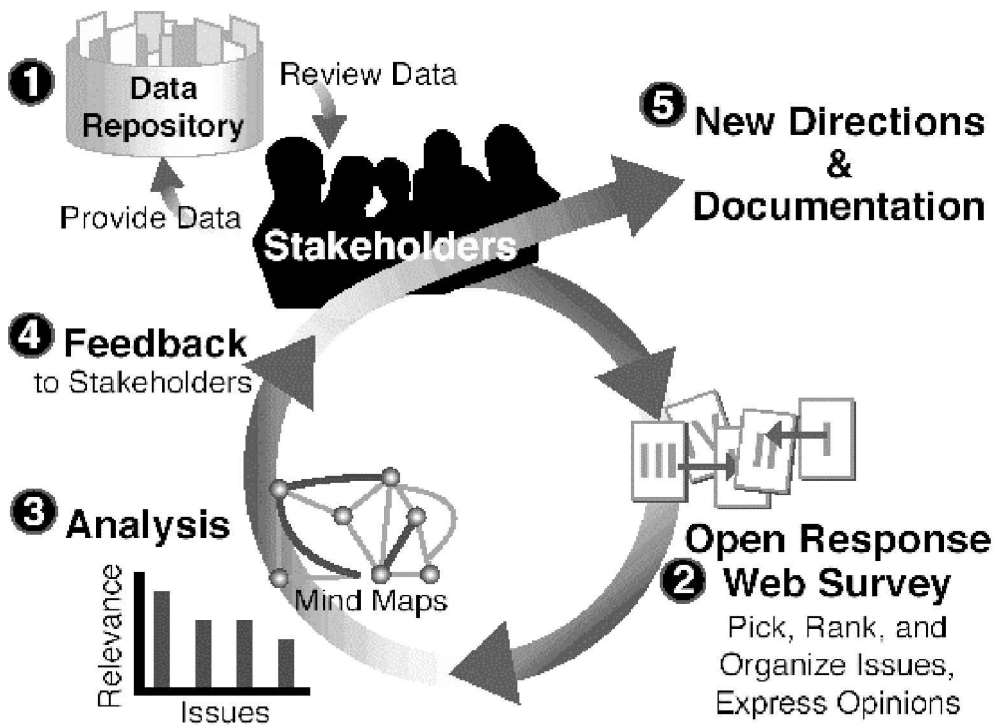 1
Data
Repository
Provide Data
Review Data
Stakeholders
5
New Directions
&
Documentation
III
IV
II
I
Open Response
2
Web Survey
Pick, Rank, and
Organize Issues,
Express Opinions
3
Analysis
Mind Maps
Relevance
Issues
4
Feedback
to Stakeholders